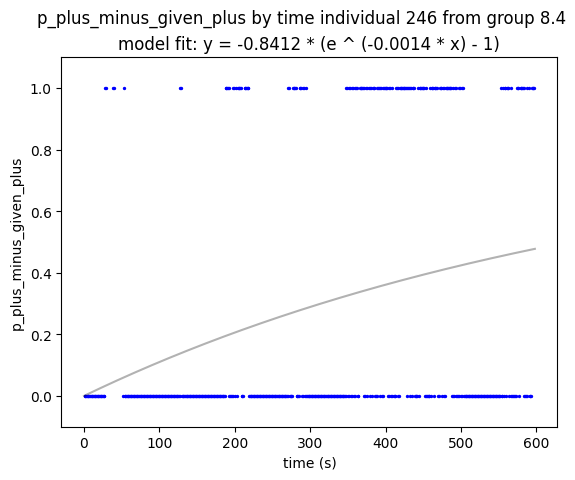 p_plus_minus_given_plus by time individual 246 from group 8.4
model fit: y = -0.8412 * (e ^ (-0.0014 * x) - 1)
1.0
0.8
0.6
0.4
0.2
0.0
p_plus_minus_given_plus
0 100 200 300 400 500 600
time (s)